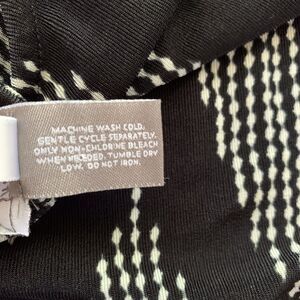 MACHINE WASH COLD.
GENTLE CYCLE SEPARATELY.
ONLY NON-CHLORINE BLEACH
WHEN NEEDED. TUMBLE DRY
LOW. DO NOT IRON.